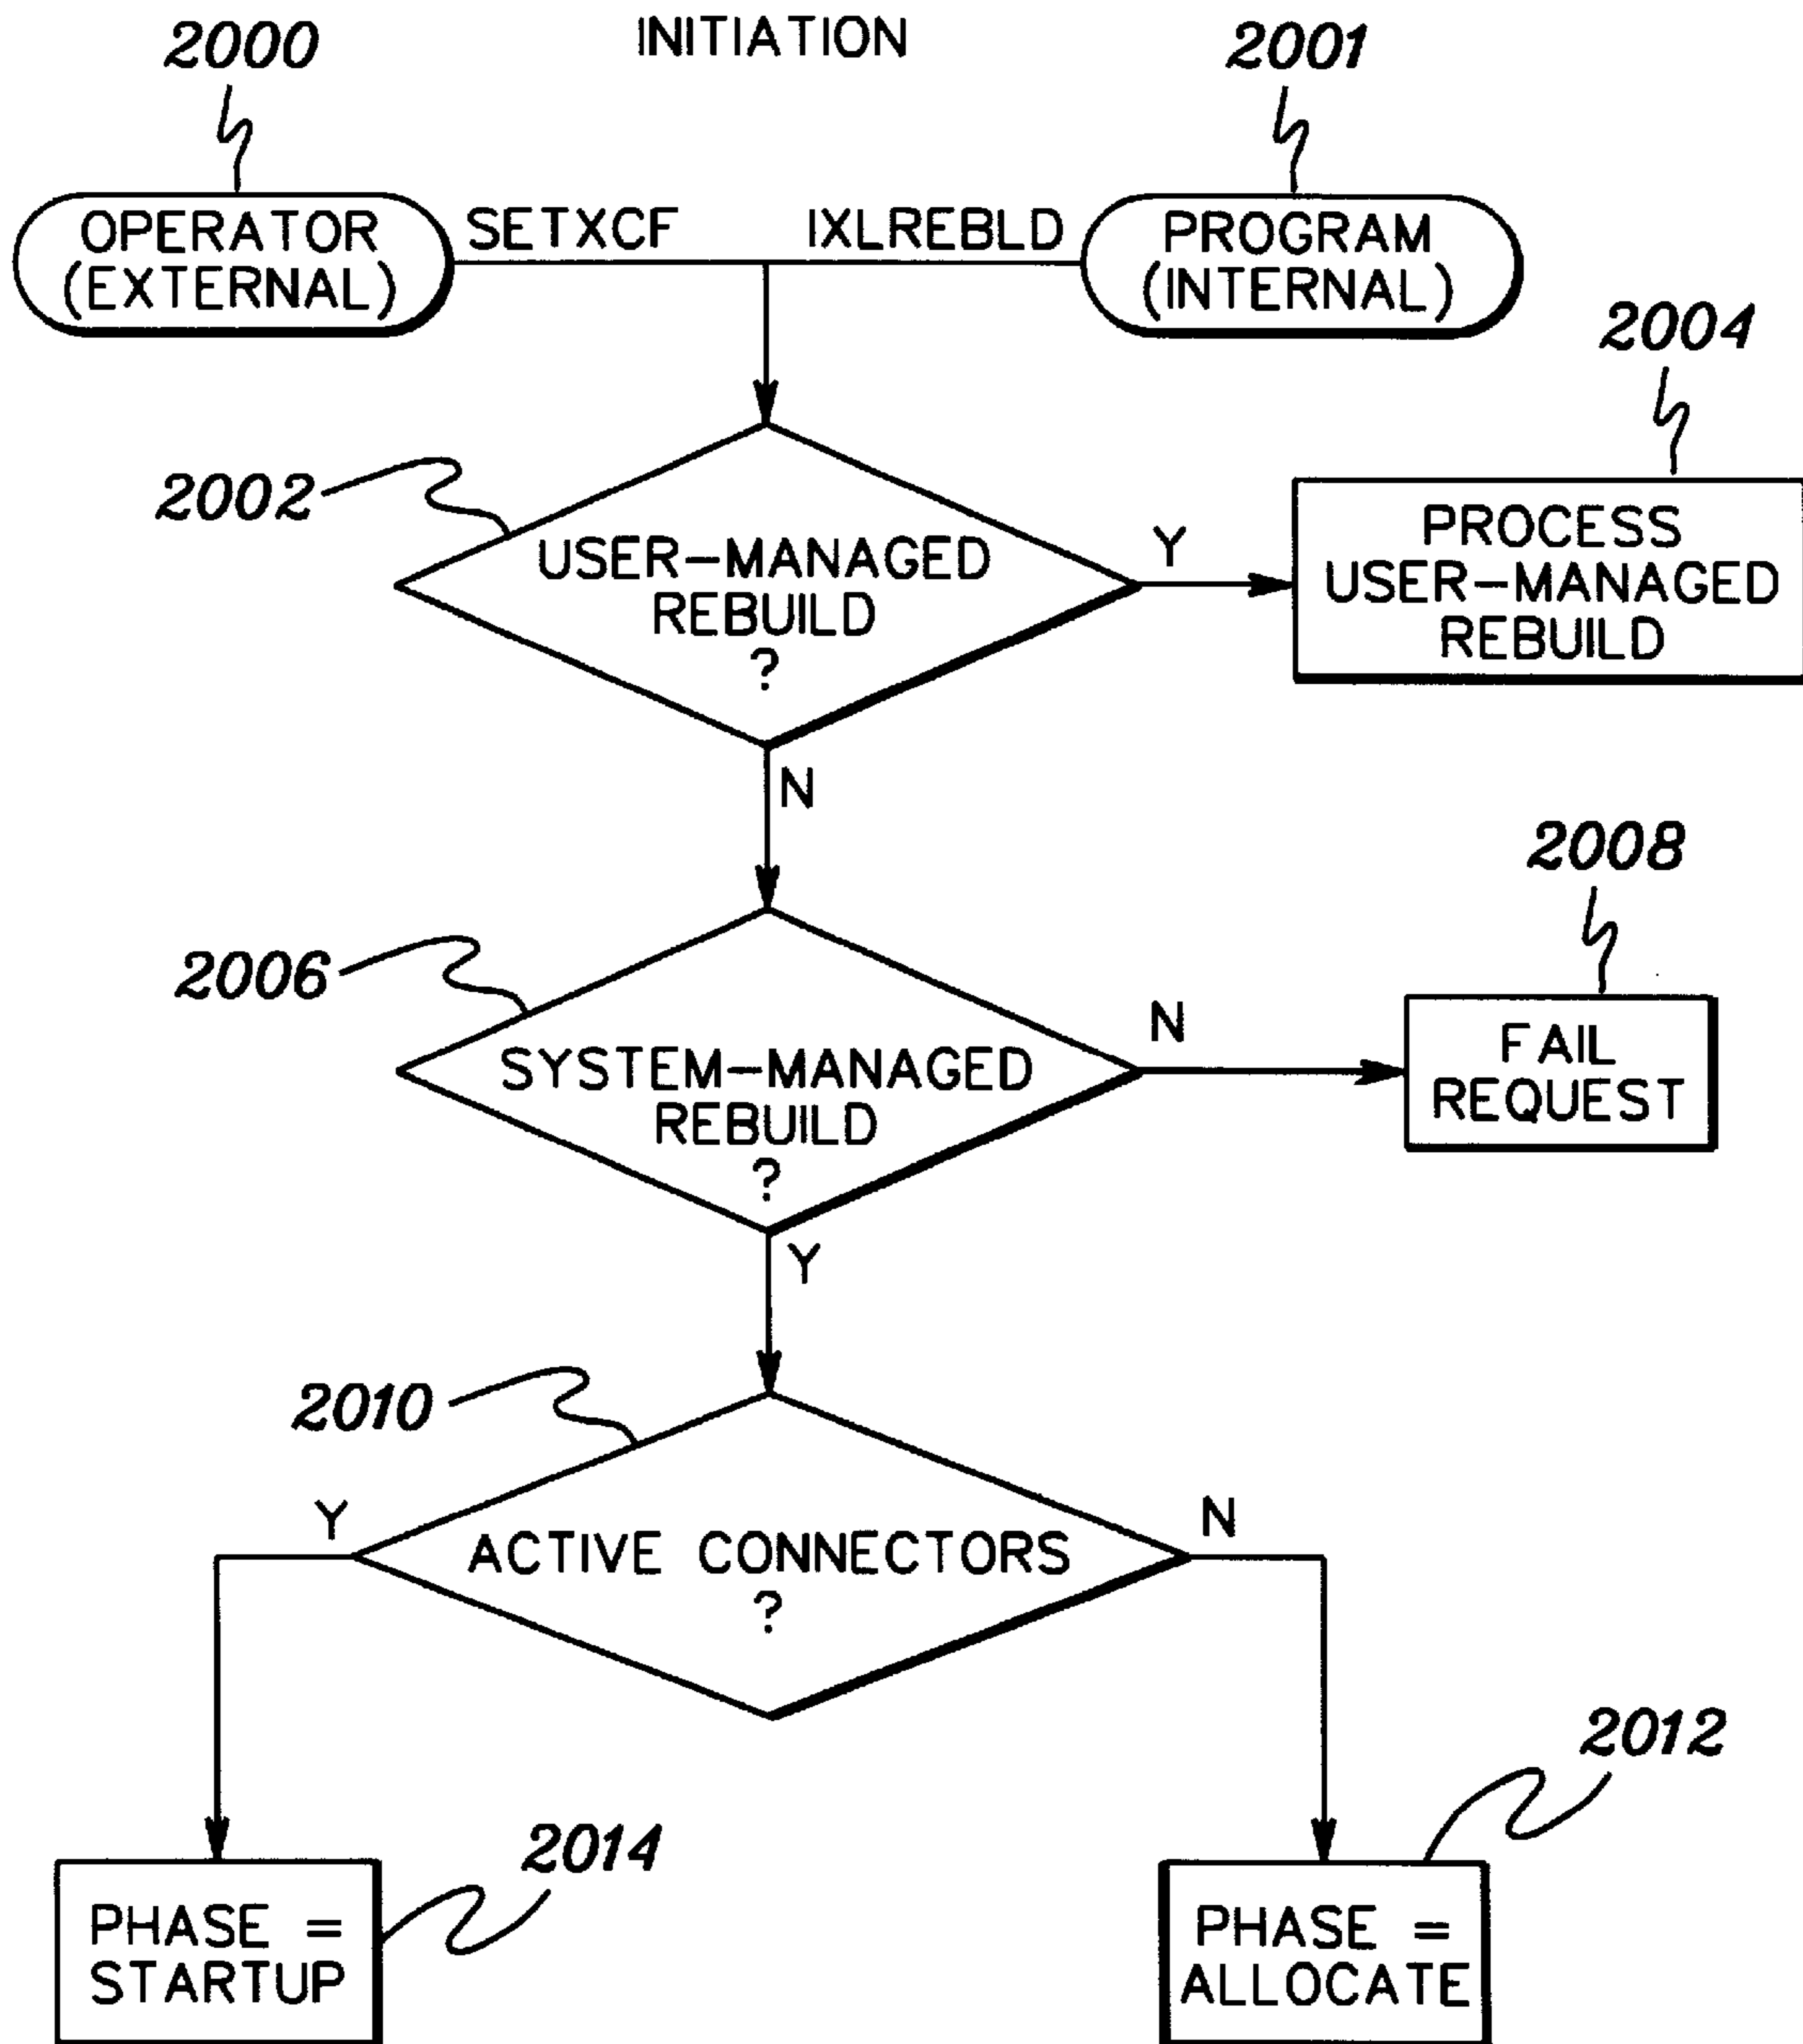 INITIATION
2000
2001
OPERATOR
(EXTERNAL)
SETXCF
IXLREBLD
PROGRAM
(INTERNAL)
2004
2002
USER-MANAGED
REBUILD
?
Y
PROCESS
USER-MANAGED
REBUILD
N
2008
2006
SYSTEM-MANAGED
REBUILD
?
N
FAIL
REQUEST
Y
2010
Y
ACTIVE CONNECTORS
?
N
2012
2014
PHASE =
STARTUP
PHASE =
ALLOCATE